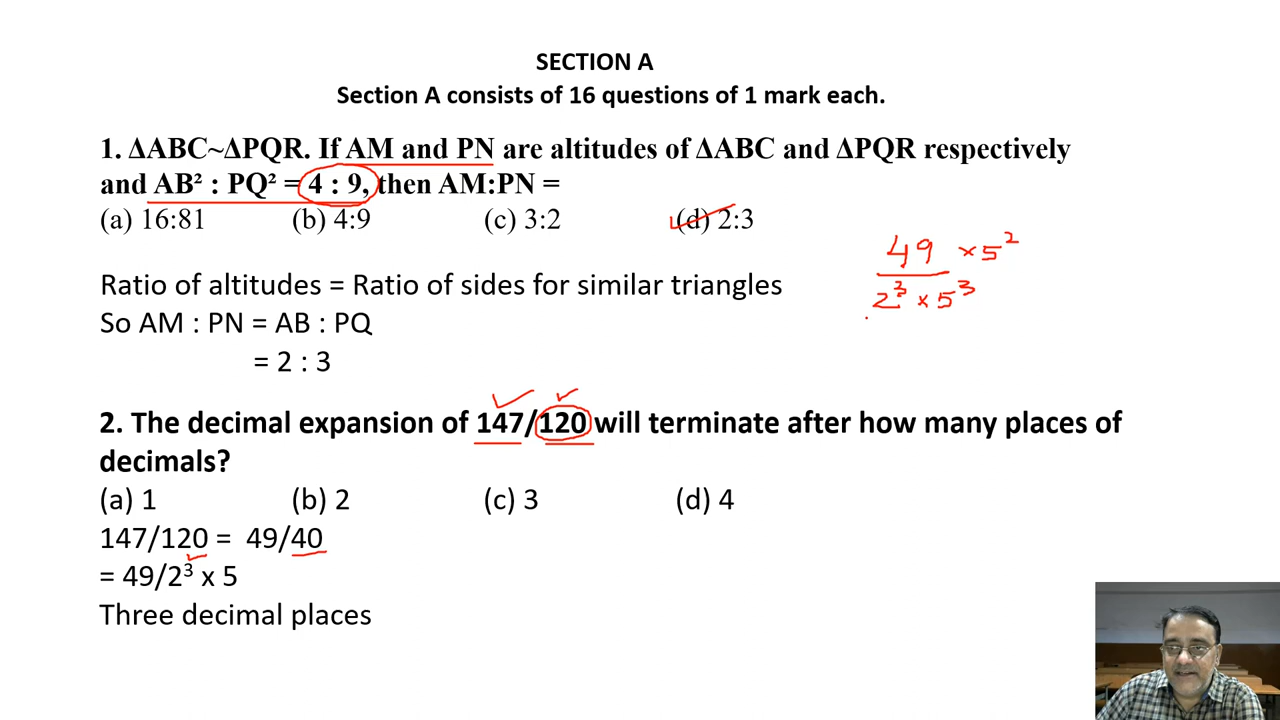 SECTION A
Section A consists of 16 questions of 1 mark each.
1. ΔABC~ΔPQR. If AM and PN are altitudes of ΔABC and ΔPQR respectively
and AB² : PQ² = 4 : 9, then AM:PN =
(a) 16:81 (b) 4:9 (c) 3:2 (d) 2:3
49 × 5²
2³ × 5³
Ratio of altitudes = Ratio of sides for similar triangles
So AM : PN = AB : PQ
= 2 : 3
2. The decimal expansion of 147/120 will terminate after how many places of
decimals?
(a) 1 (b) 2 (c) 3 (d) 4
147/120 = 49/40
= 49/2³ x 5
Three decimal places